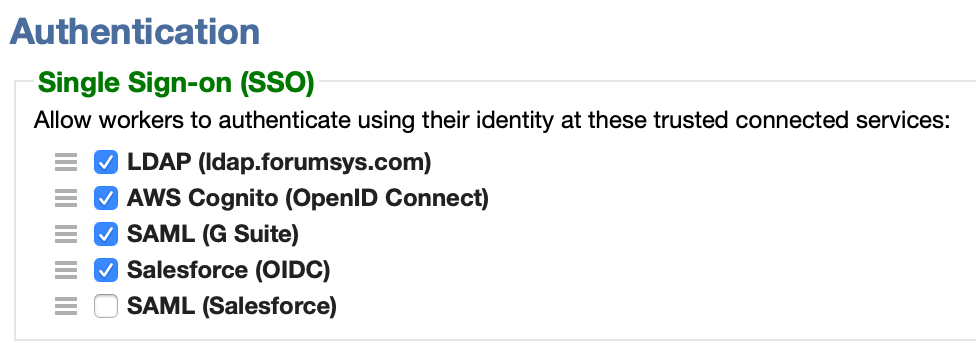 Authentication
Single Sign-on (SSO)
Allow workers to authenticate using their identity at these trusted connected services:
LDAP (ldap.forumsys.com)
AWS Cognito (OpenID Connect)
SAML (G Suite)
Salesforce (OIDC)
SAML (Salesforce)